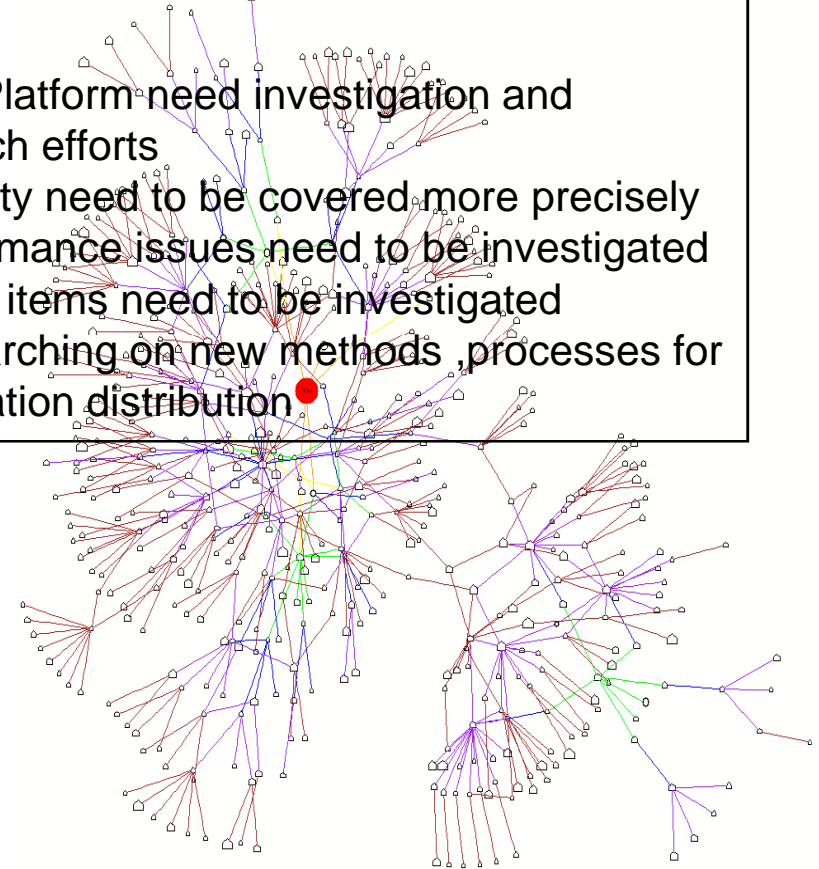 Platform need investigation and
ch efforts
ty need to be covered more precisely
mance issues need to be investigated
items need to be investigated
rching on new methods ,processes for
ation distribution